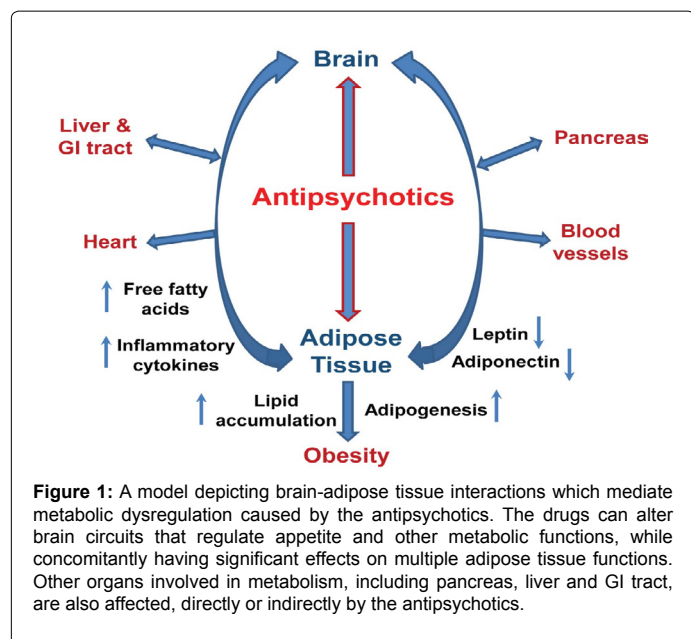 Brain
Liver &
GI tract
Pancreas
Antipsychotics
Heart
Blood
vessels
Free fatty
acids
Inflammatory
cytokines
Adipose
Tissue
Leptin
Adiponectin
Lipid
accumulation
Adipogenesis
Obesity
Figure 1: A model depicting brain-adipose tissue interactions which mediate
metabolic dysregulation caused by the antipsychotics. The drugs can alter
brain circuits that regulate appetite and other metabolic functions, while
concomitantly having significant effects on multiple adipose tissue functions.
Other organs involved in metabolism, including pancreas, liver and GI tract,
are also affected, directly or indirectly by the antipsychotics.